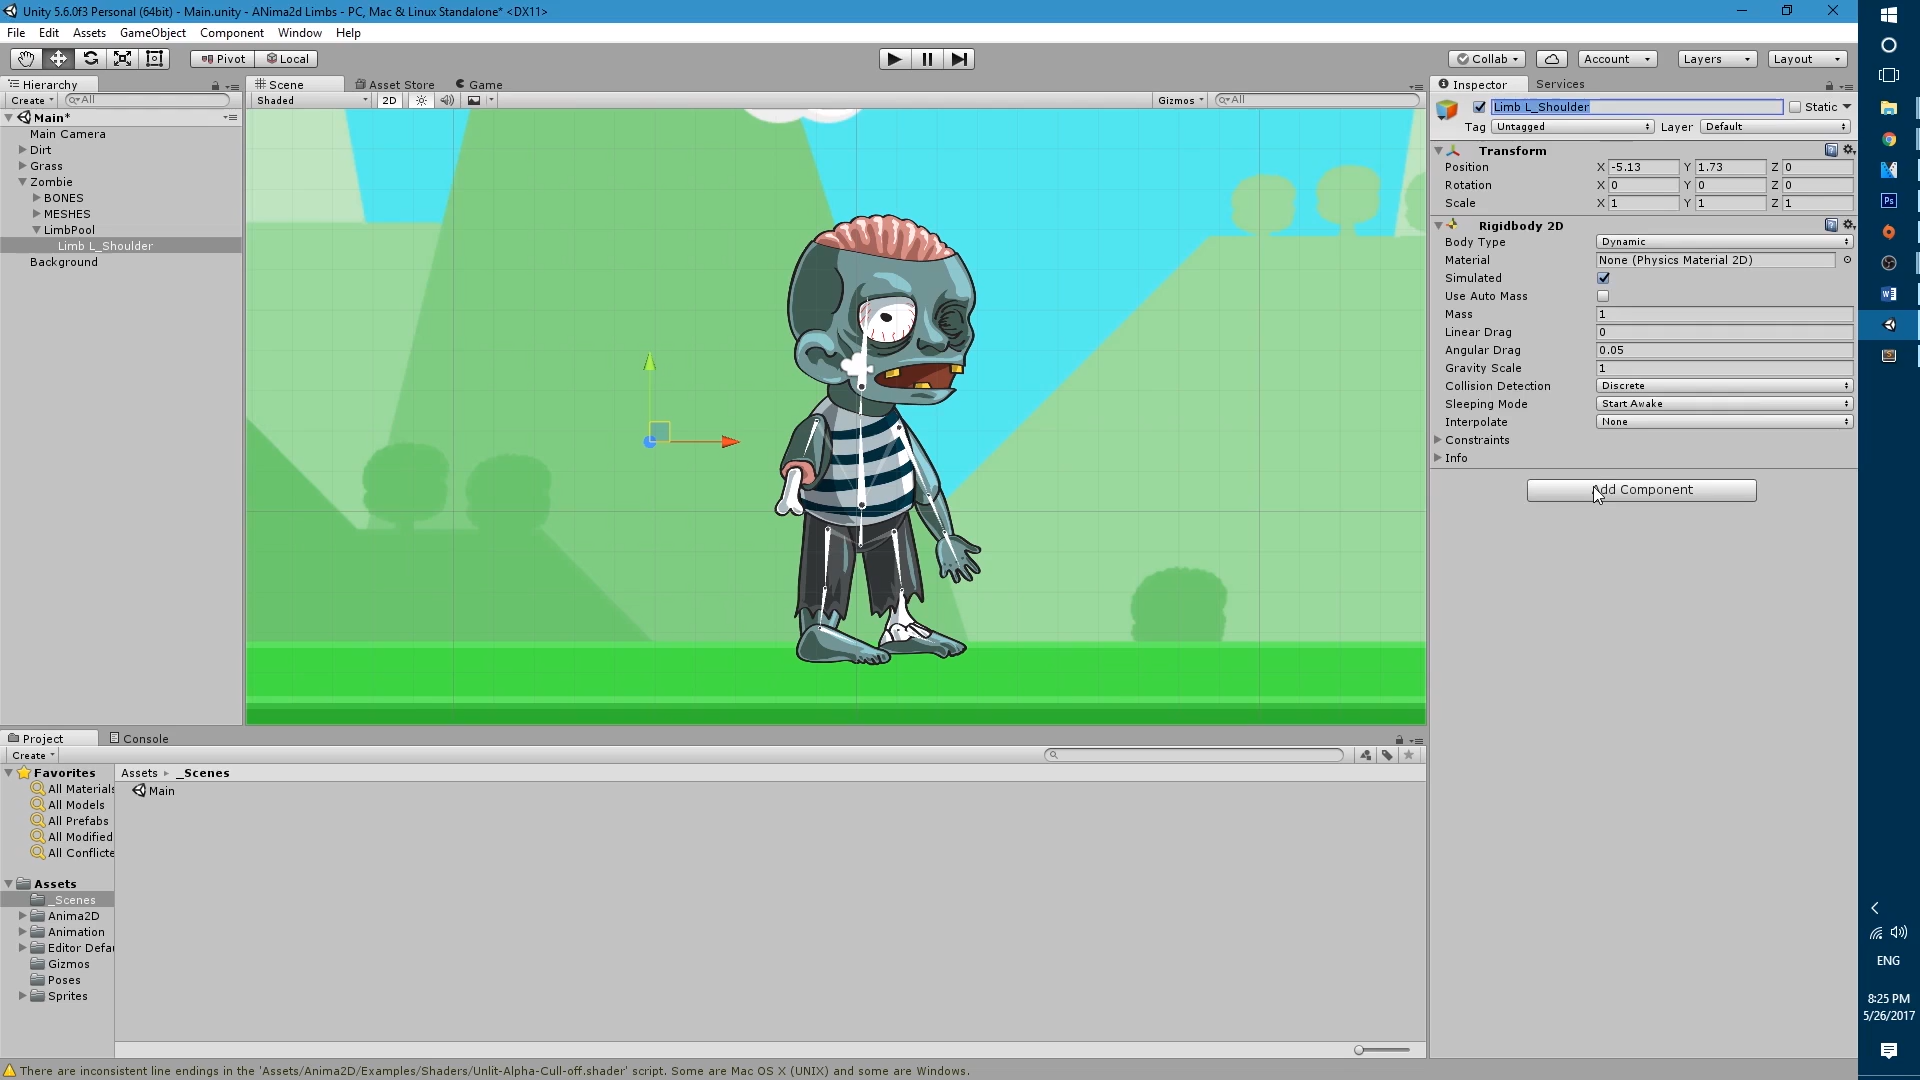 Unity 5.6.0f3 Personal (64bit) - Main.unity - ANima2d Limbs - PC, Mac & Linux Standalone* <DX11>
File Edit Assets GameObject Component Window Help
Pivot Local Collab Account Layers Layout
Hierarchy
Create All
Main*
Main Camera
Dirt
Grass
Zombie
BONES
MESHES
LimbPool
Limb L_Shoulder
Background
Scene Asset Store Game
Shaded 2D Gizmos All
Inspector Services
Limb L_Shoulder Static
Tag Untagged Layer Default
Transform
Position X -5.13 Y 1.73 Z 0
Rotation X 0 Y 0 Z 0
Scale X 1 Y 1 Z 1
Rigidbody 2D
Body Type Dynamic
Material None (Physics Material 2D)
Simulated
Use Auto Mass
Mass 1
Linear Drag 0
Angular Drag 0.05
Gravity Scale 1
Collision Detection Discrete
Sleeping Mode Start Awake
Interpolate None
Constraints
Info
Add Component
Project Console
Create
Favorites
All Materials
All Models
All Prefabs
All Modified
All Conflicte
Assets
_Scenes
Anima2D
Animation
Editor Defau
Gizmos
Poses
Sprites
Assets _Scenes
Main
There are inconsistent line endings in the 'Assets/Anima2D/Examples/Shaders/Unlit-Alpha-Cull-off.shader' script. Some are Mac OS X (UNIX) and some are Windows.
Ps
ENG
8:25 PM
5/26/2017